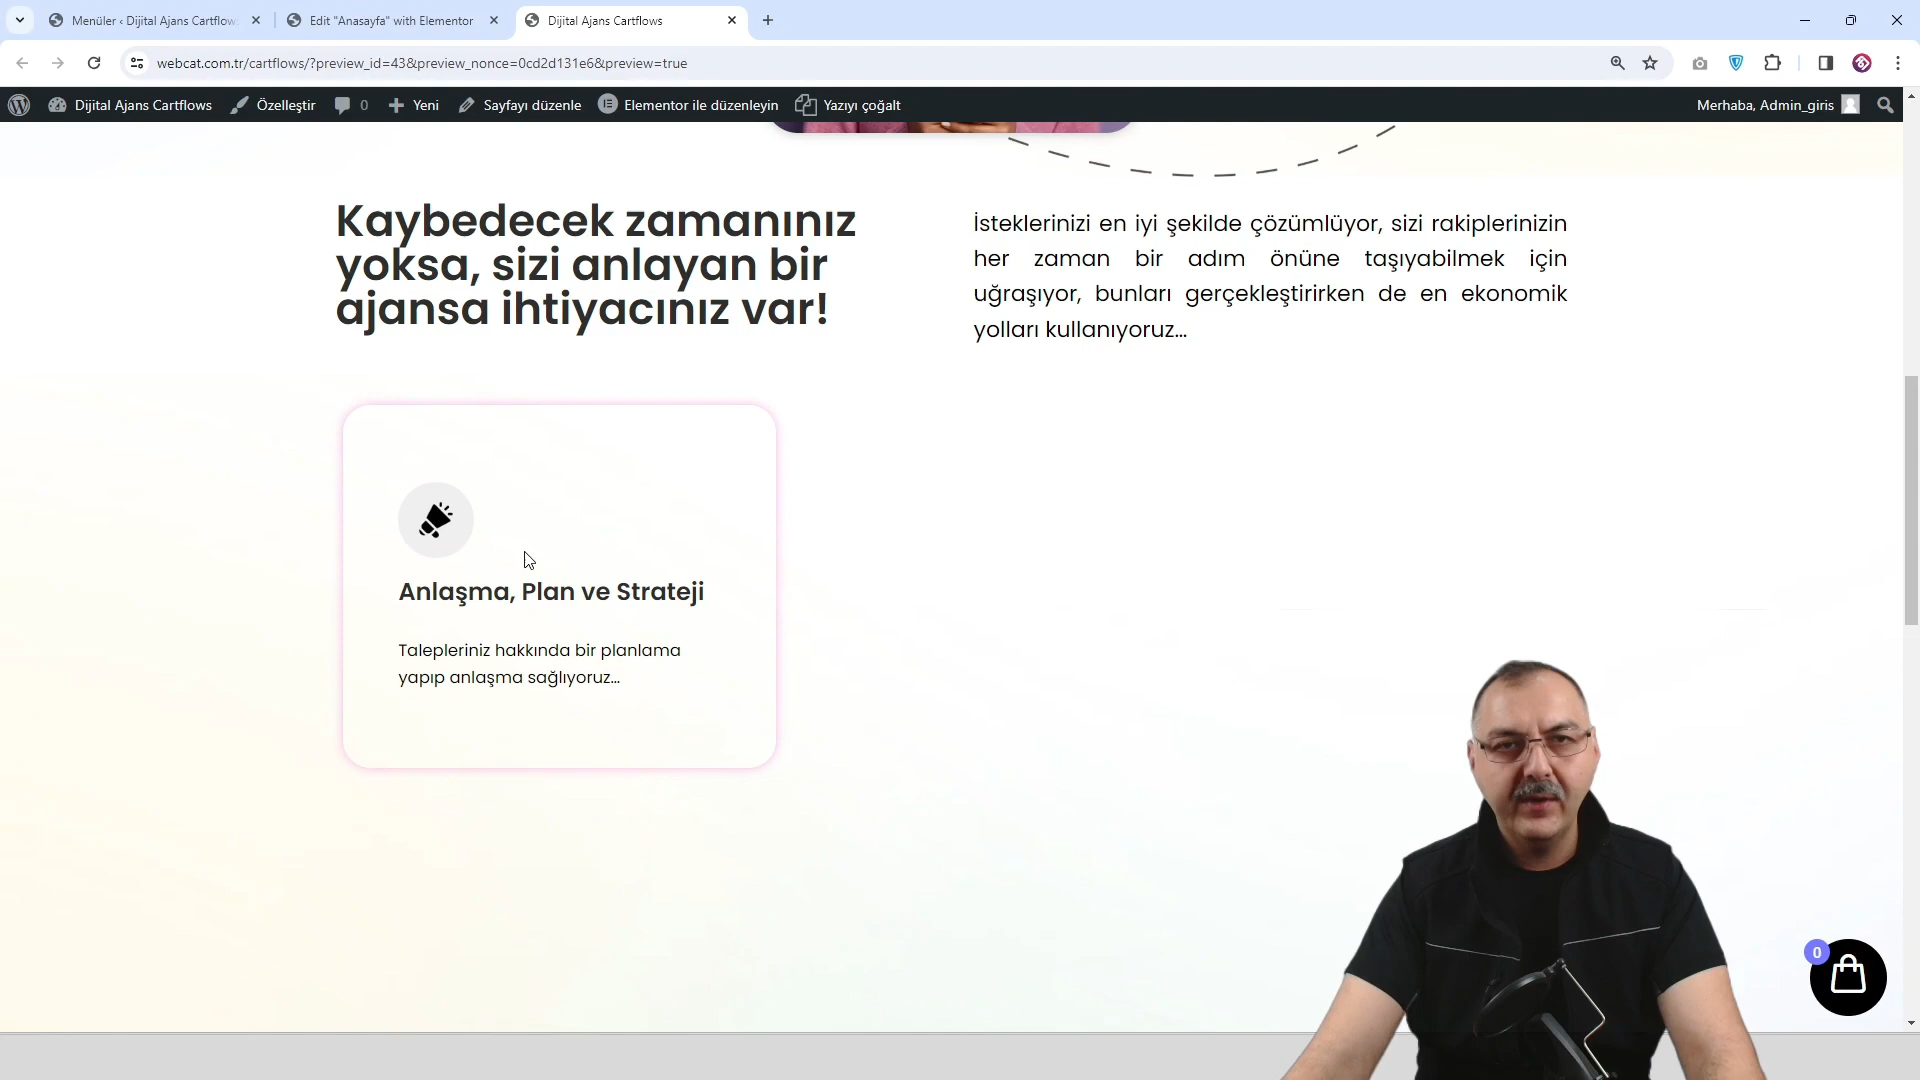 Menüler ‹ Dijital Ajans Cartflow
Edit "Anasayfa" with Elementor
Dijital Ajans Cartflows
webcat.com.tr/cartflows/?preview_id=43&preview_nonce=0cd2d131e6&preview=true
Dijital Ajans Cartflows
Özelleştir
0
Yeni
Sayfayı düzenle
Elementor ile düzenleyin
Yazıyı çoğalt
Merhaba, Admin_giris
Kaybedecek zamanınız
yoksa, sizi anlayan bir
ajansa ihtiyacınız var!
İsteklerinizi en iyi şekilde çözümlüyor, sizi rakiplerinizin
her zaman bir adım önüne taşıyabilmek için
uğraşıyor, bunları gerçekleştirirken de en ekonomik
yolları kullanıyoruz...
Anlaşma, Plan ve Strateji
Talepleriniz hakkında bir planlama
yapıp anlaşma sağlıyoruz...
0